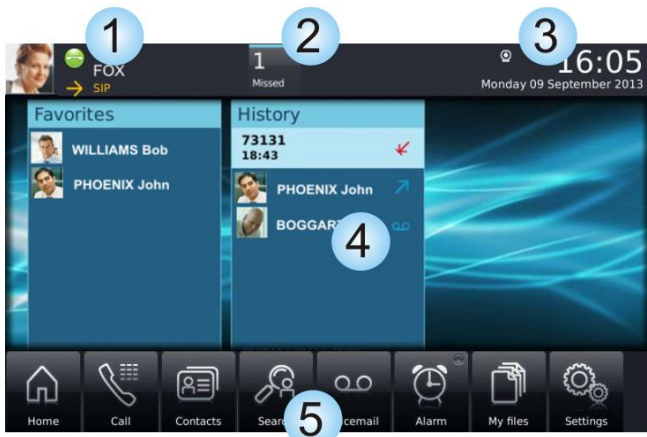 1
2
3
FOX
SIP
1
Missed
16:05
Monday 09 September 2013
Favorites
WILLIAMS Bob
PHOENIX John
History
73131
18:43
PHOENIX John
4
5
Home
Call
Contacts
Alarm
My files
Settings